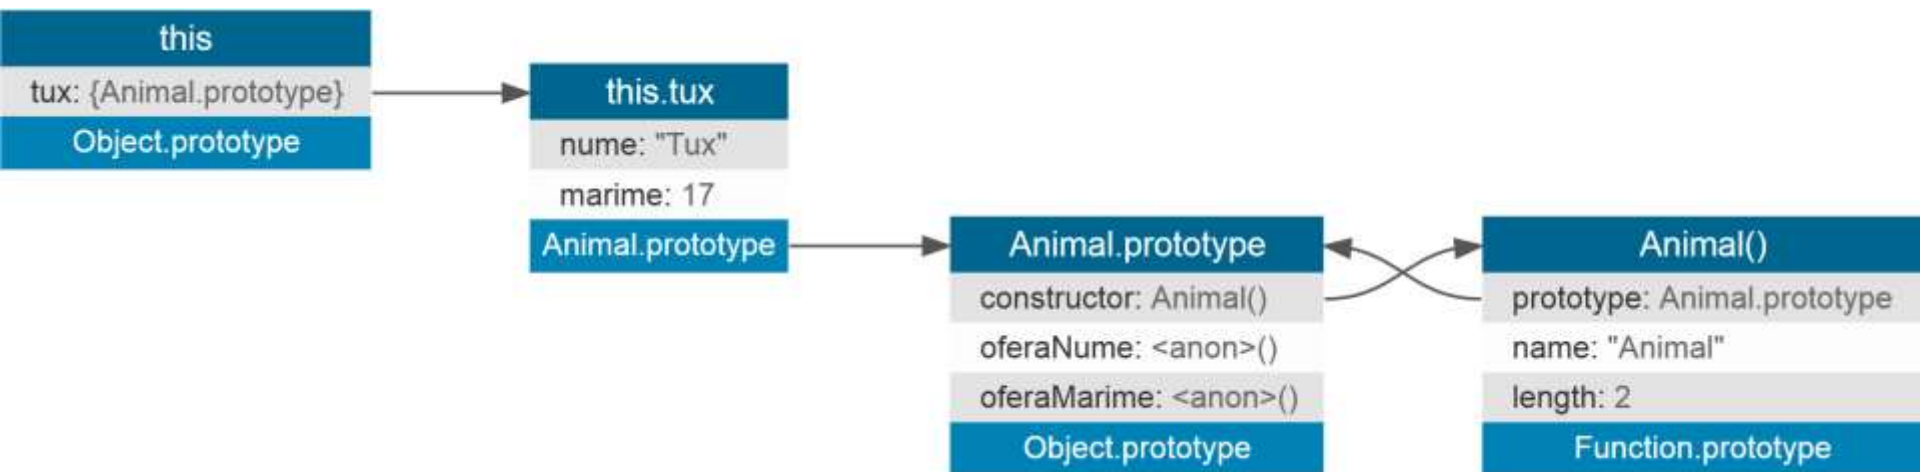 this
tux: {Animal.prototype}
Object.prototype
this.tux
nume: "Tux"
marime: 17
Animal.prototype
Animal.prototype
constructor: Animal()
oferaNume: <anon>()
oferaMarime: <anon>()
Object.prototype
Animal()
prototype: Animal.prototype
name: "Animal"
length: 2
Function.prototype